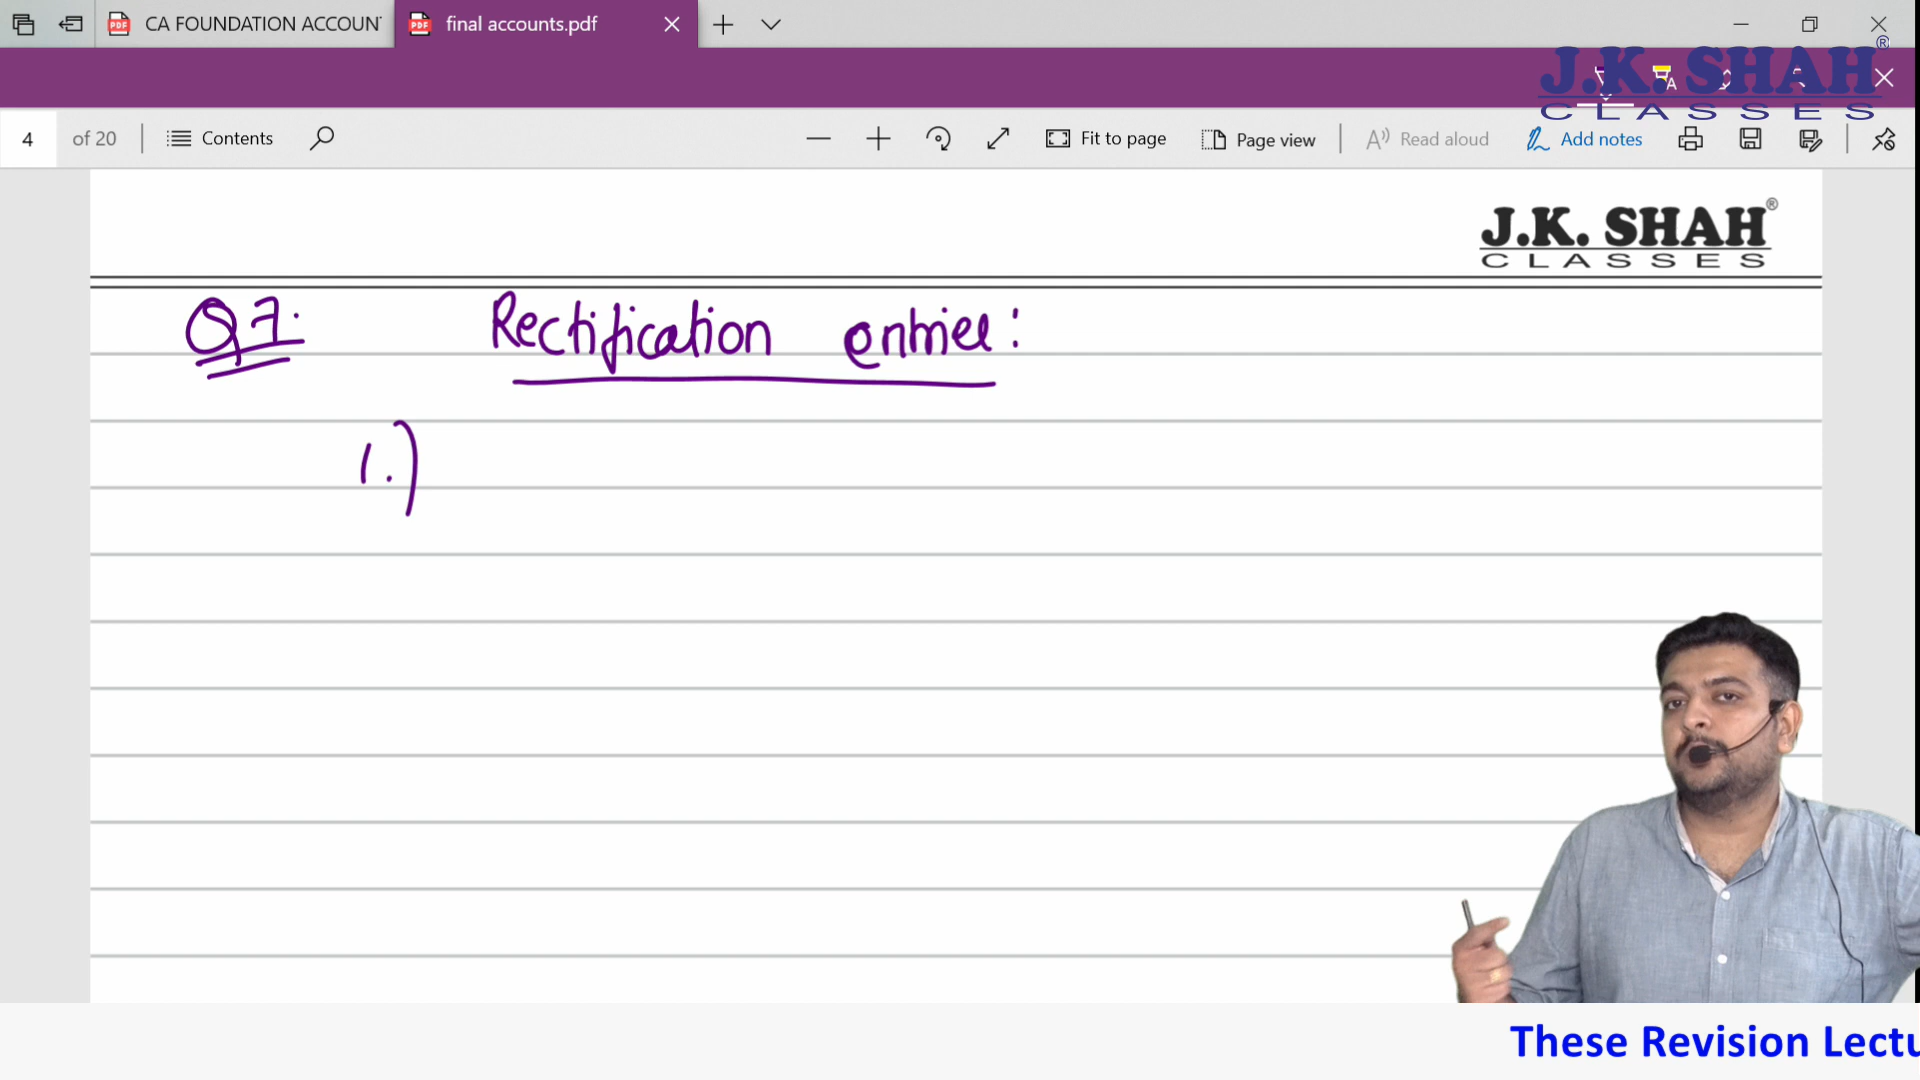 CA FOUNDATION ACCOUNT
final accounts.pdf
J.K. SHAH®
CLASSES
4 of 20
Contents
Fit to page
Page view
Read aloud
Add notes
J.K. SHAH®
CLASSES
Q7. Rectification entries:
1.)
These Revision Lectu